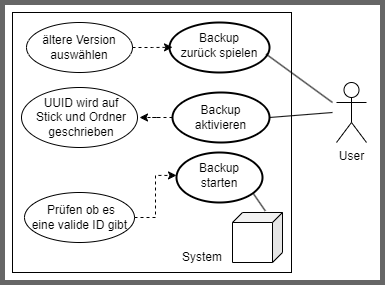 ältere Version
auswählen
Backup
zurück spielen
UUID wird auf
Stick und Ordner
geschrieben
Backup
aktivieren
User
Backup
starten
Prüfen ob es
eine valide ID gibt
System